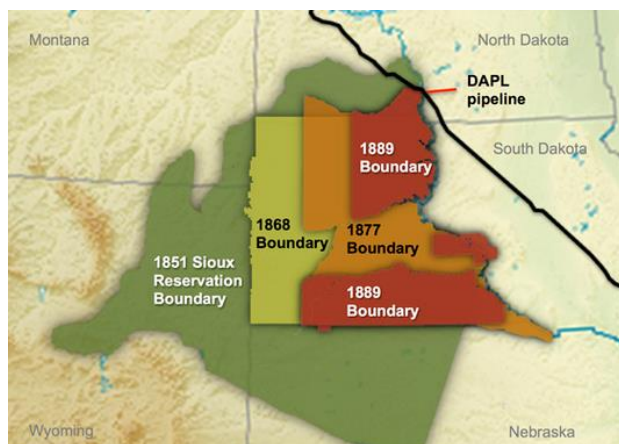 Montana
North Dakota
DAPL
pipeline
South Dakota
1889
Boundary
1868
Boundary
1877
Boundary
1851 Sioux
Reservation
Boundary
1889
Boundary
Wyoming
Nebraska